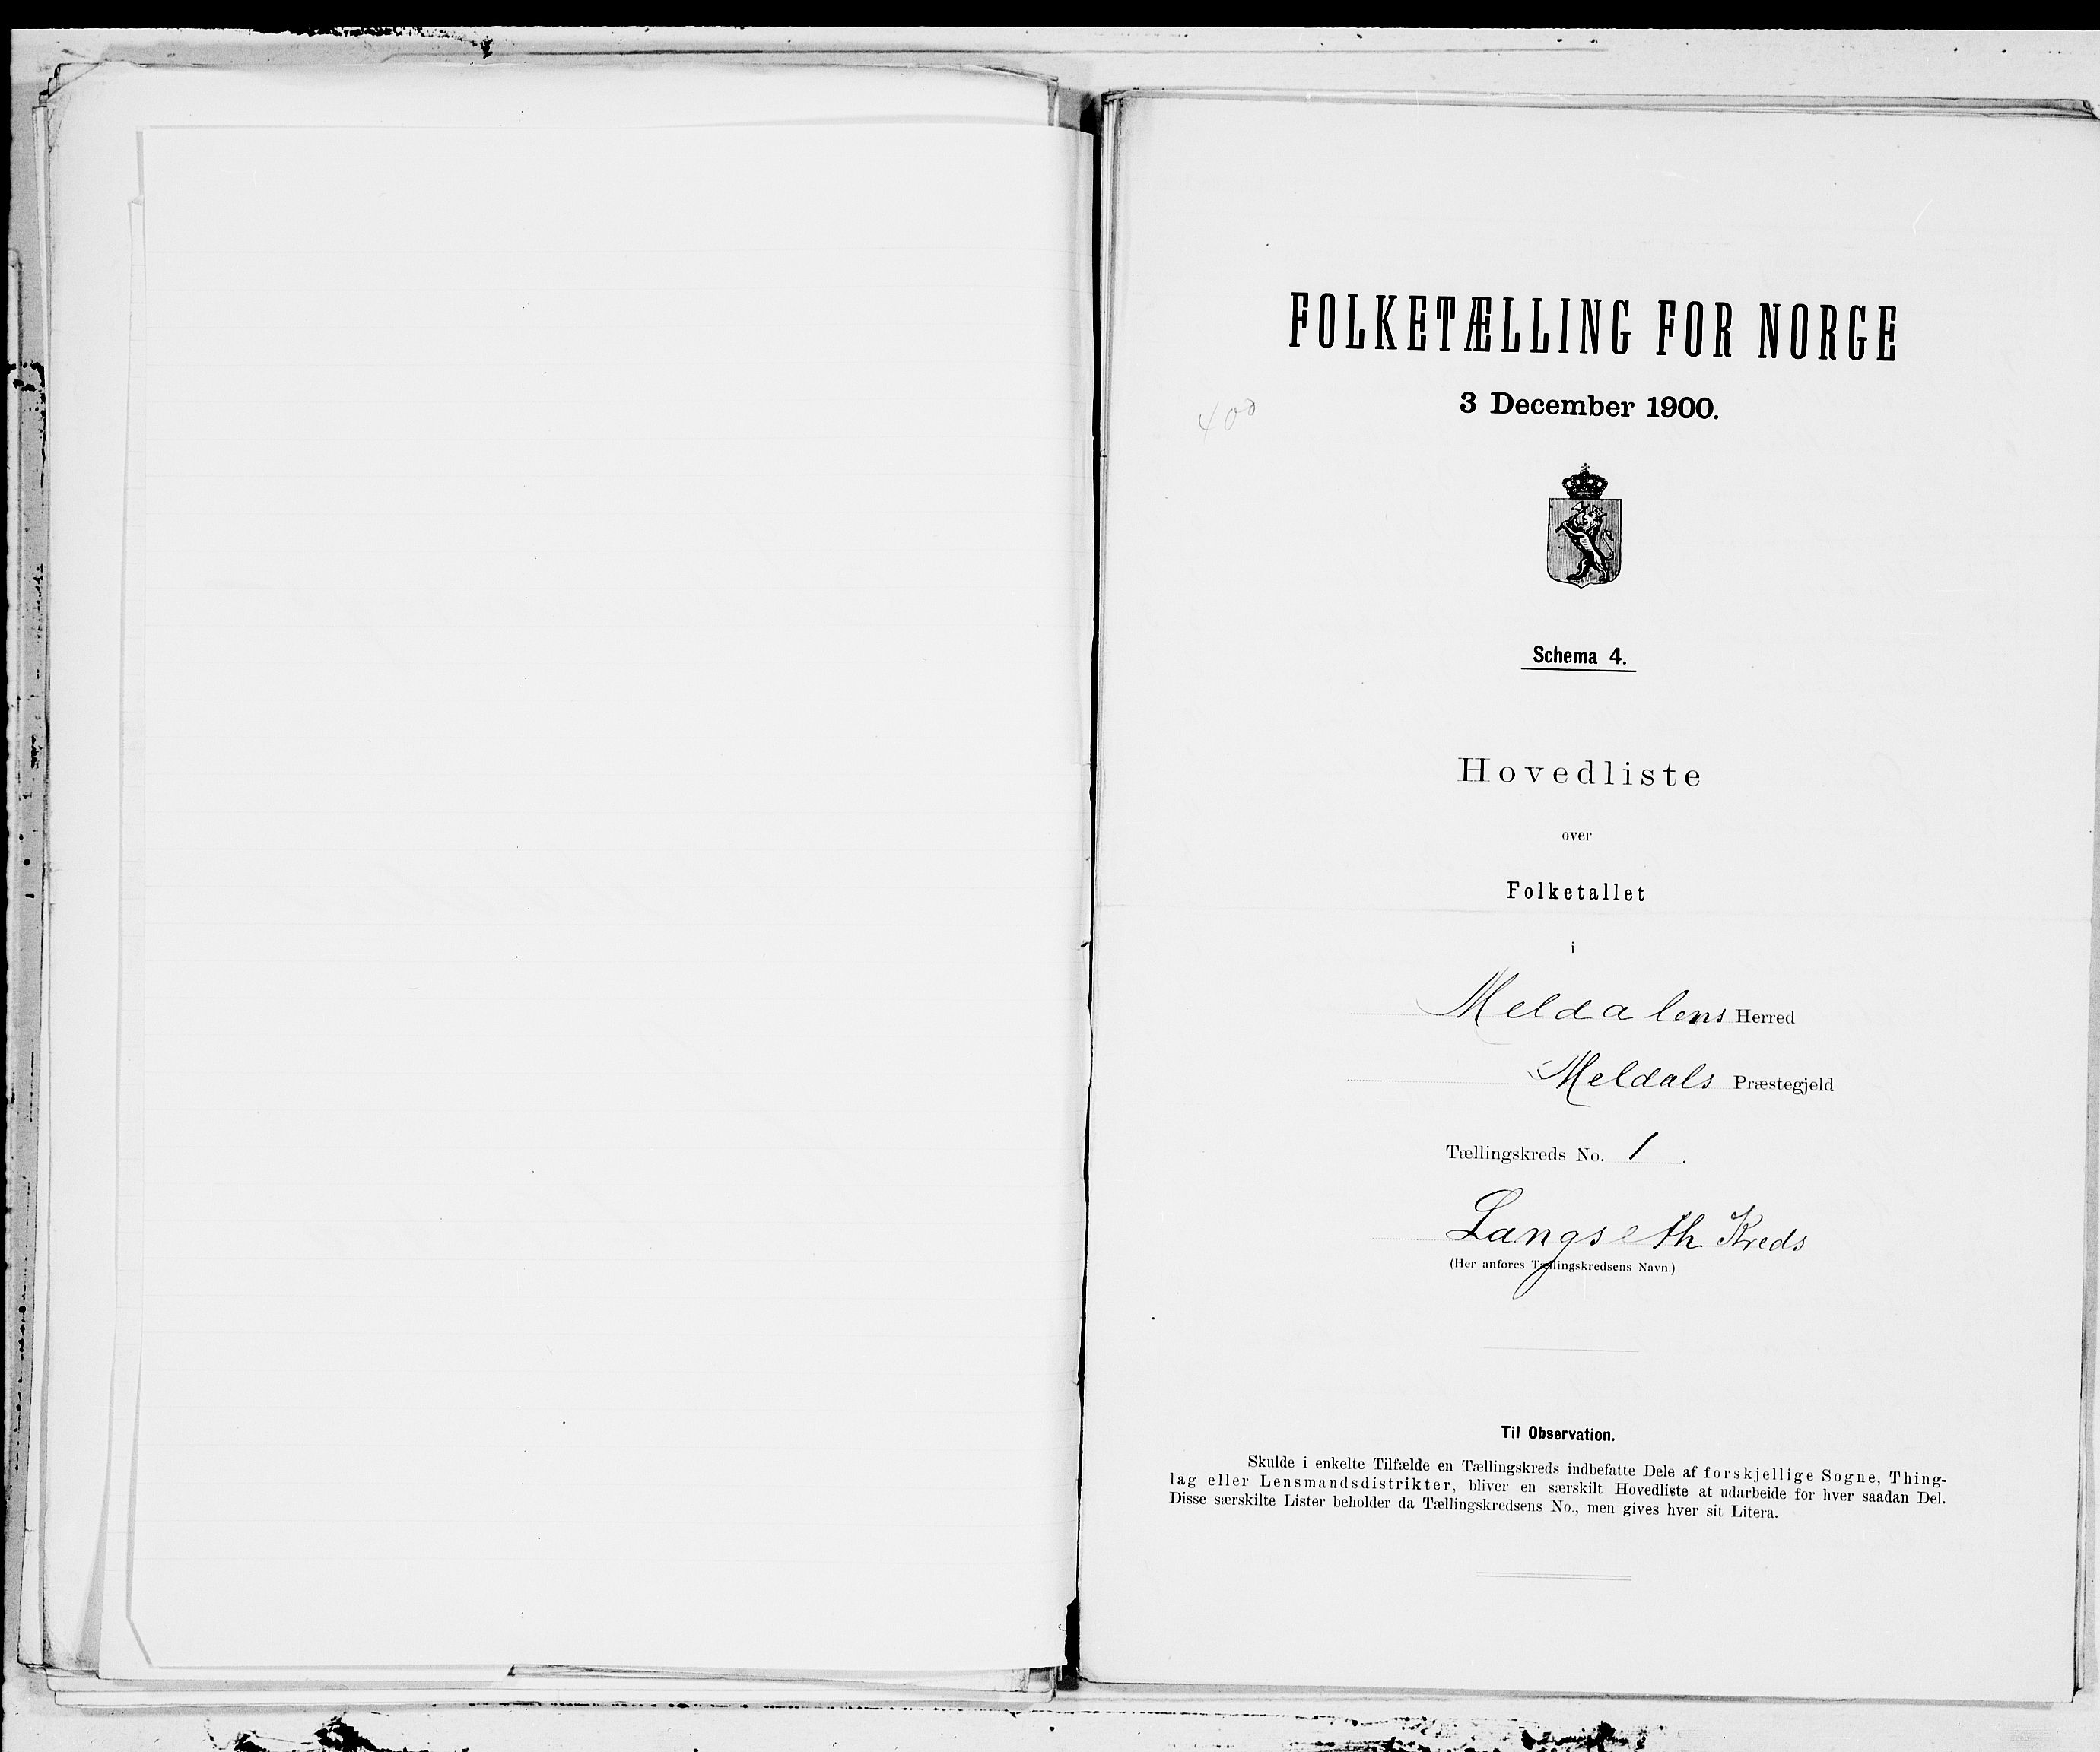 FOLKETÆLLING FOR NORGE
3 December 1900.
400
Schema 4.
Hovedliste
over
Folketallet
i
Meldalens Herred
Meldals Præstegjeld
Tællingskreds No. 1.
Langseth Kreds
(Her anføres Tællingskredsens Navn.)
Til Observation.
Skulde i enkelte Tilfælde en Tællingskreds indbefatte Dele af forskjellige Sogne, Thing-
lag eller Lensmandsdistrikter, bliver en særskilt Hovedliste at udarbeide for hver saadan Del.
Disse særskilte Lister beholder da Tællingskredsens No., men gives hver sit Litera.